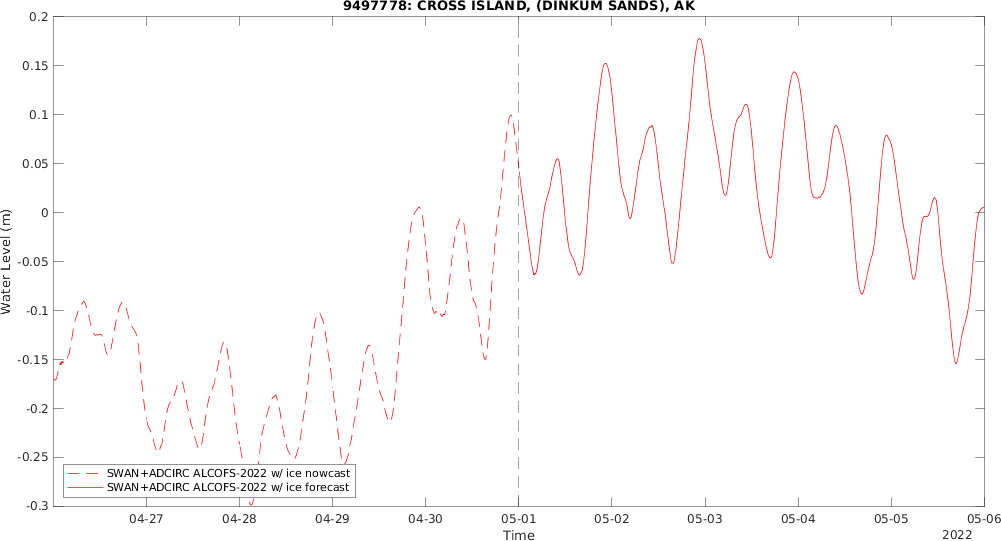 9497778: CROSS ISLAND, (DINKUM SANDS), AK
0.2
0.15
0.1
0.05
0
-0.05
-0.1
-0.15
-0.2
-0.25
-0.3
Water Level (m)
SWAN+ADCIRC ALCOFS-2022 w/ ice nowcast
SWAN+ADCIRC ALCOFS-2022 w/ ice forecast
04-27 04-28 04-29 04-30 05-01 05-02 05-03 05-04 05-05 05-06
Time 2022